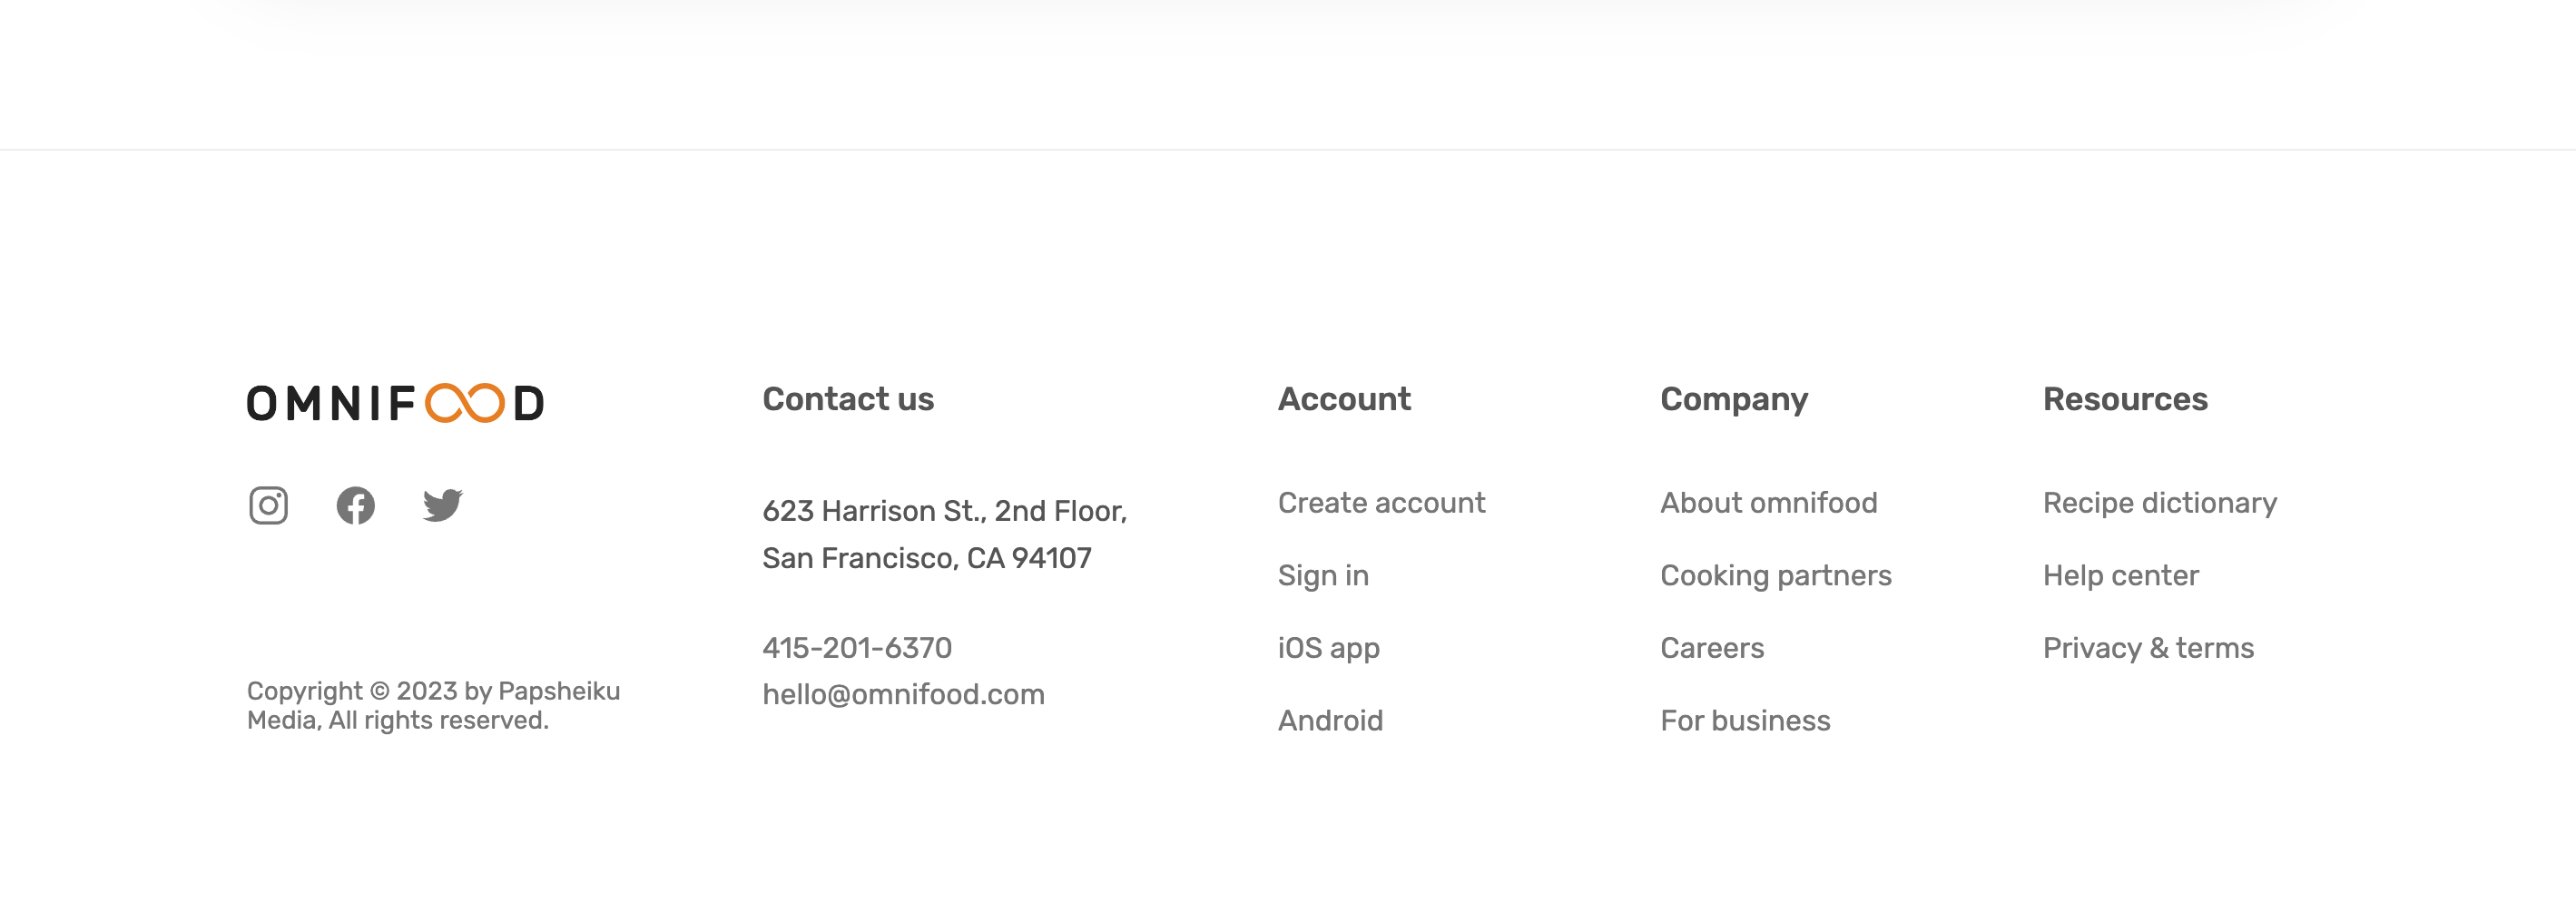 OMNIFOOD
Copyright © 2023 by Papsheiku
Media, All rights reserved.
Contact us
623 Harrison St., 2nd Floor,
San Francisco, CA 94107
415-201-6370
hello@omnifood.com
Account
Create account
Sign in
iOS app
Android
Company
About omnifood
Cooking partners
Careers
For business
Resources
Recipe dictionary
Help center
Privacy & terms